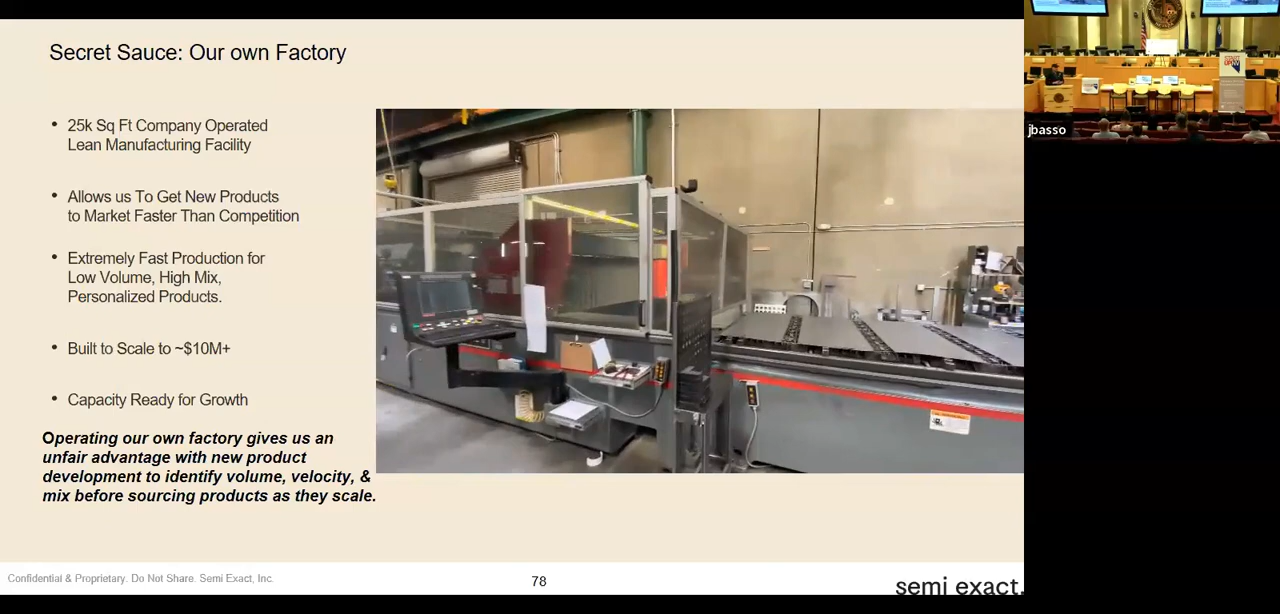 Secret Sauce: Our own Factory
• 25k Sq Ft Company Operated
Lean Manufacturing Facility
• Allows us To Get New Products
to Market Faster Than Competition
• Extremely Fast Production for
Low Volume, High Mix,
Personalized Products.
• Built to Scale to ~$10M+
• Capacity Ready for Growth
Operating our own factory gives us an
unfair advantage with new product
development to identify volume, velocity, &
mix before sourcing products as they scale.
Confidential & Proprietary. Do Not Share. Semi Exact, Inc.
78
semi exact.
jbasso